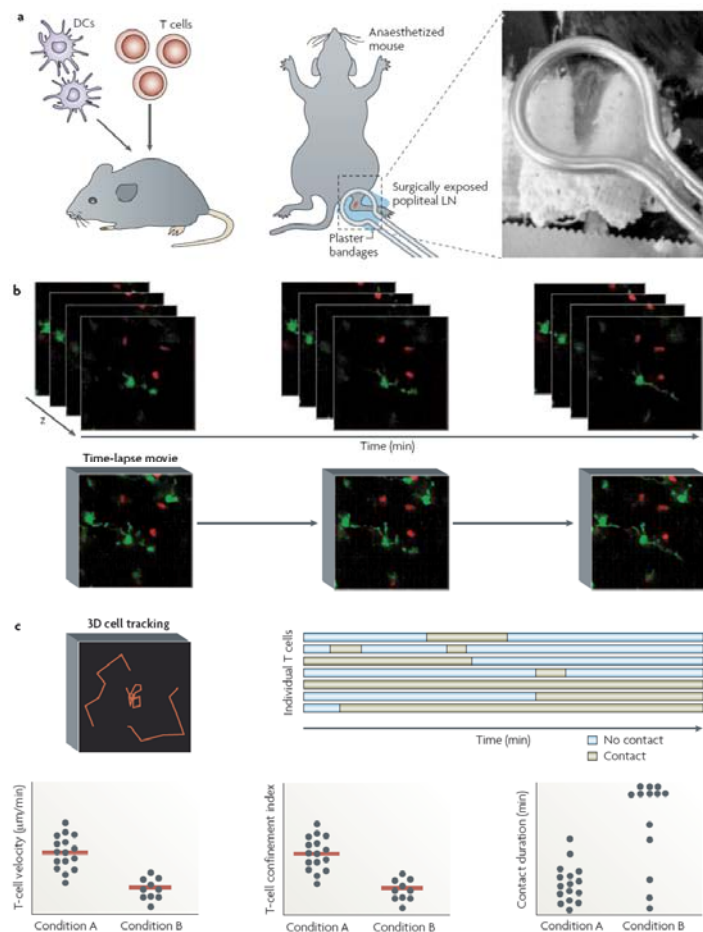 a
DCs
T cells
Anaesthetized
mouse
Surgically exposed
popliteal LN
Plaster
bandages
b
z
Time (min)
Time-lapse movie
c
3D cell tracking
Individual T cells
Time (min)
No contact
Contact
T-cell velocity (μm/min)
Condition A
Condition B
T-cell confinement index
Condition A
Condition B
Contact duration (min)
Condition A
Condition B